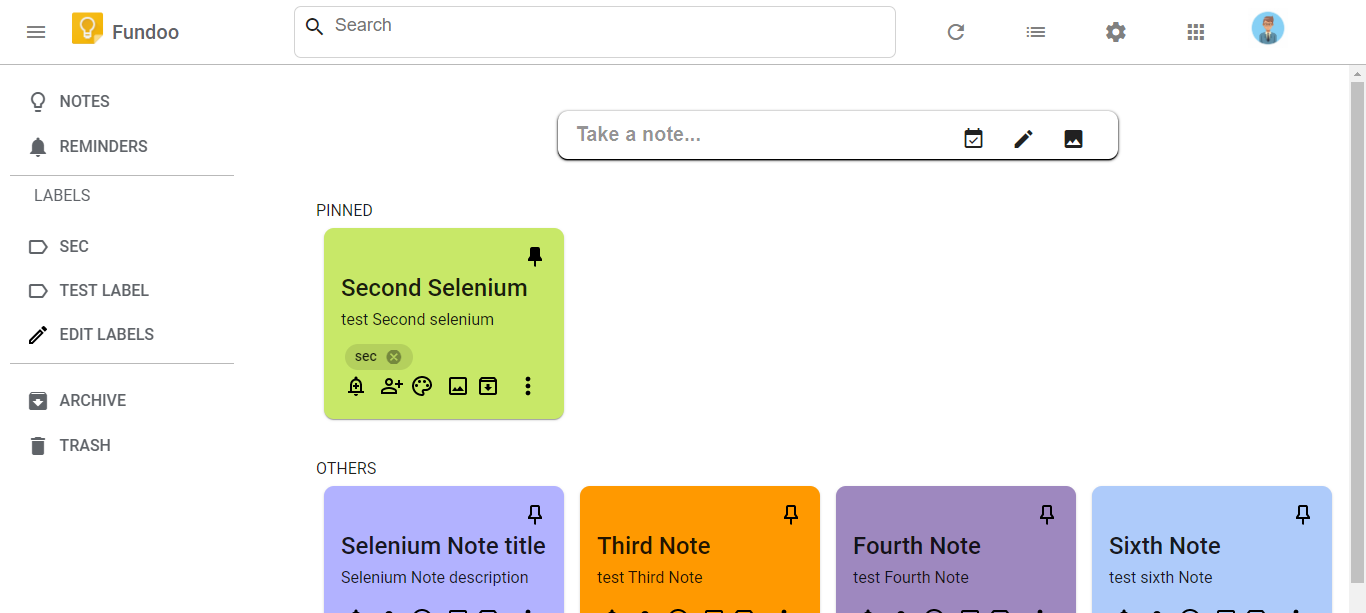 Fundoo
Search
NOTES
REMINDERS
LABELS
SEC
TEST LABEL
EDIT LABELS
ARCHIVE
TRASH
Take a note...
PINNED
Second Selenium
test Second selenium
sec
OTHERS
Selenium Note title
Selenium Note description
Third Note
test Third Note
Fourth Note
test Fourth Note
Sixth Note
test sixth Note